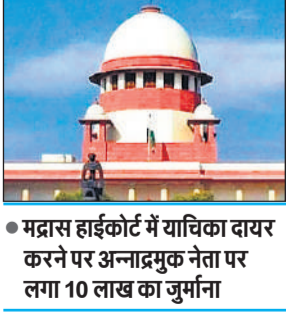 ● मद्रास हाईकोर्ट में याचिका दायर
करने पर अन्नाद्रमुक नेता पर
लगा 10 लाख का जुर्माना